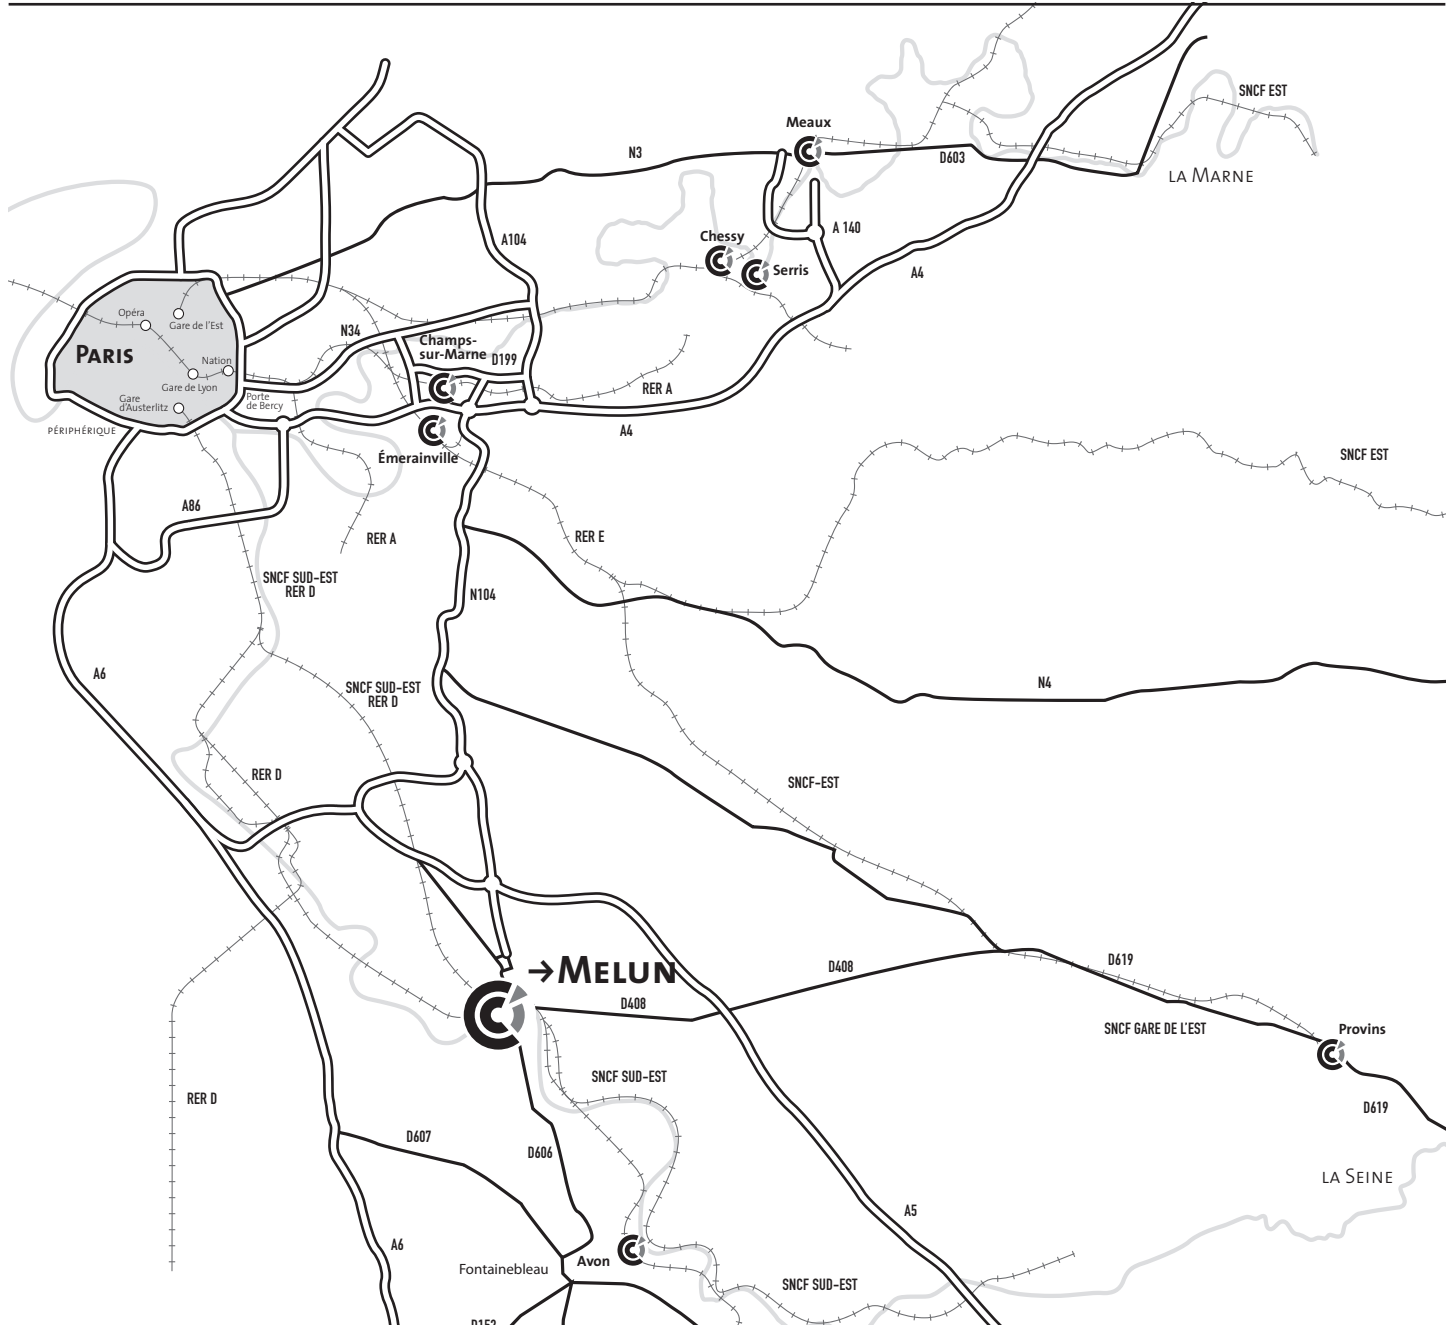 SNCF EST
Meaux
N3
D603
LA MARNE
A 140
Chessy
A104
Serris
A4
Opéra
Gare de l'Est
N34
PARIS
Champs-
sur-Marne
D199
Nation
Gare de Lyon
RER A
Gare
d'Austerlitz
Porte
de Bercy
PÉRIPHÉRIQUE
A4
Émerainville
SNCF EST
A86
RER A
RER E
SNCF SUD-EST
RER D
N104
A6
SNCF SUD-EST
RER D
N4
RER D
SNCF-EST
→MELUN
D408
D619
D408
SNCF GARE DE L'EST
Provins
SNCF SUD-EST
RER D
D619
D607
D606
LA SEINE
A5
A6
Fontainebleau
Avon
SNCF SUD-EST
D152